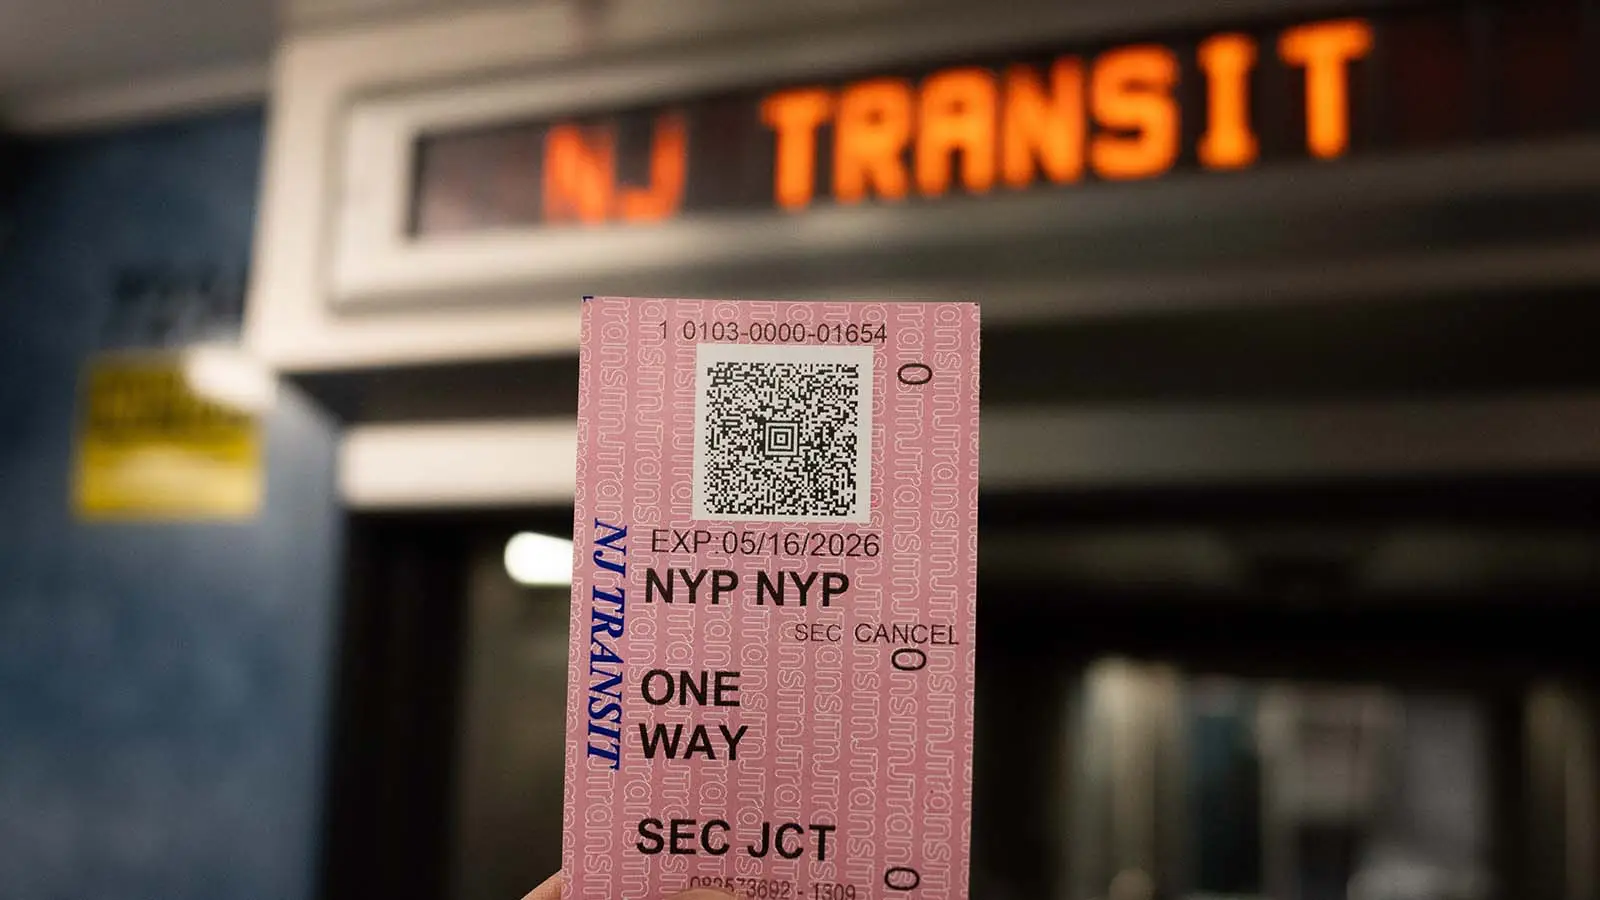 NJ TRANSIT
1 0103-0000-01654
0
EXP:05/16/2026
NYP NYP
SEC CANCEL
0
NJ TRANSIT
ONE
WAY
SEC JCT
0